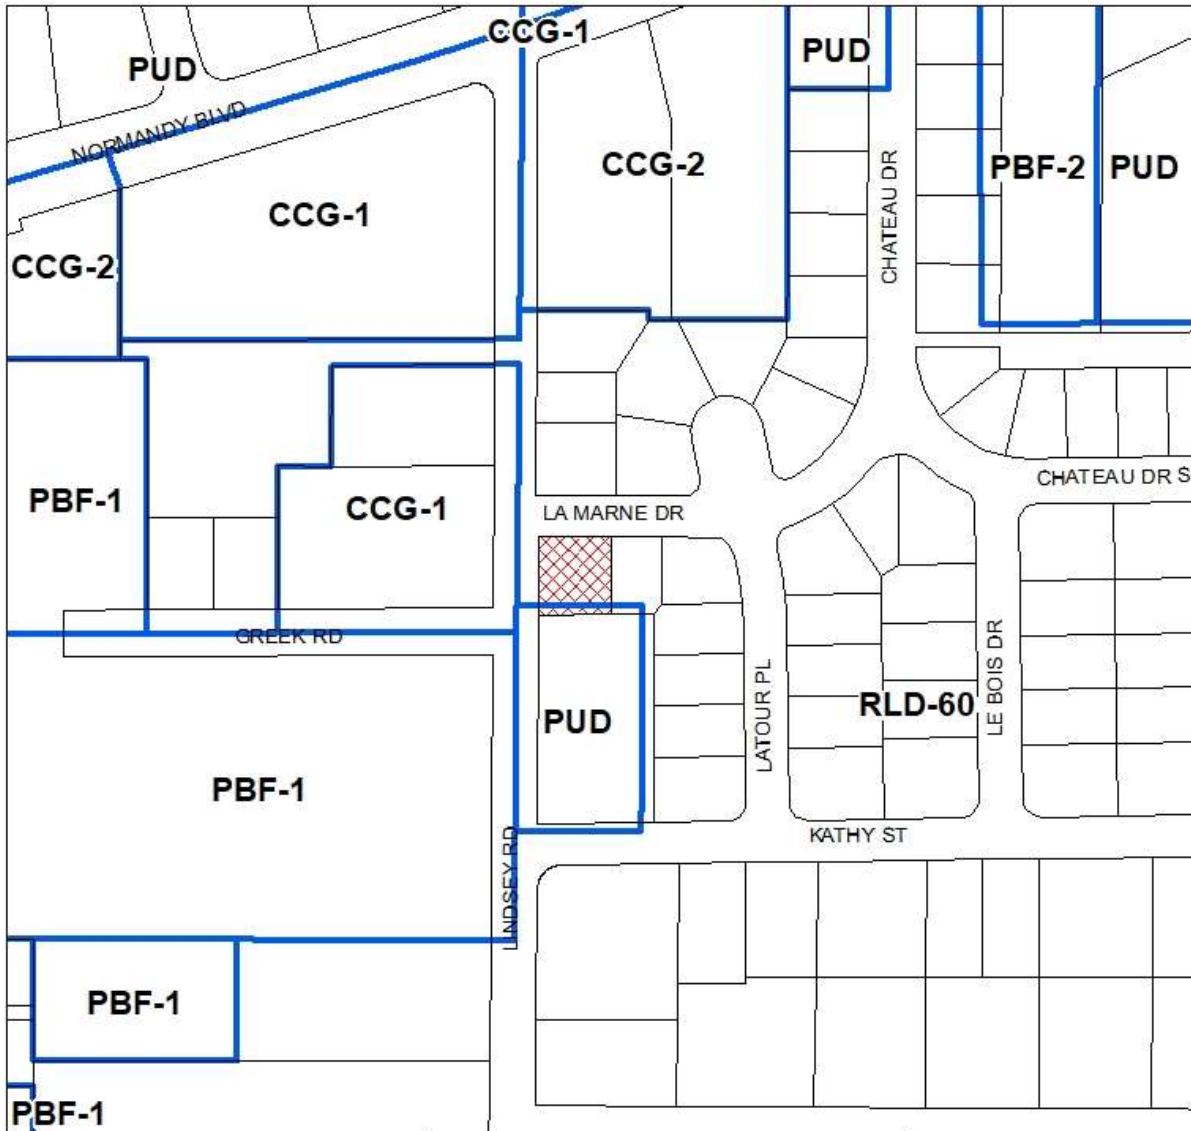 CCG-1
PUD
PUD
NORMANDY BLVD
CCG-2
PBF-2
PUD
CCG-1
CHATEAU DR
CCG-2
CHATEAU DR S
PBF-1
CCG-1
LA MARNE DR
GREEK RD
LE BOIS DR
LATOUR PL
RLD-60
PUD
PBF-1
KATHY ST
LINDSEY RD
PBF-1
PBF-1